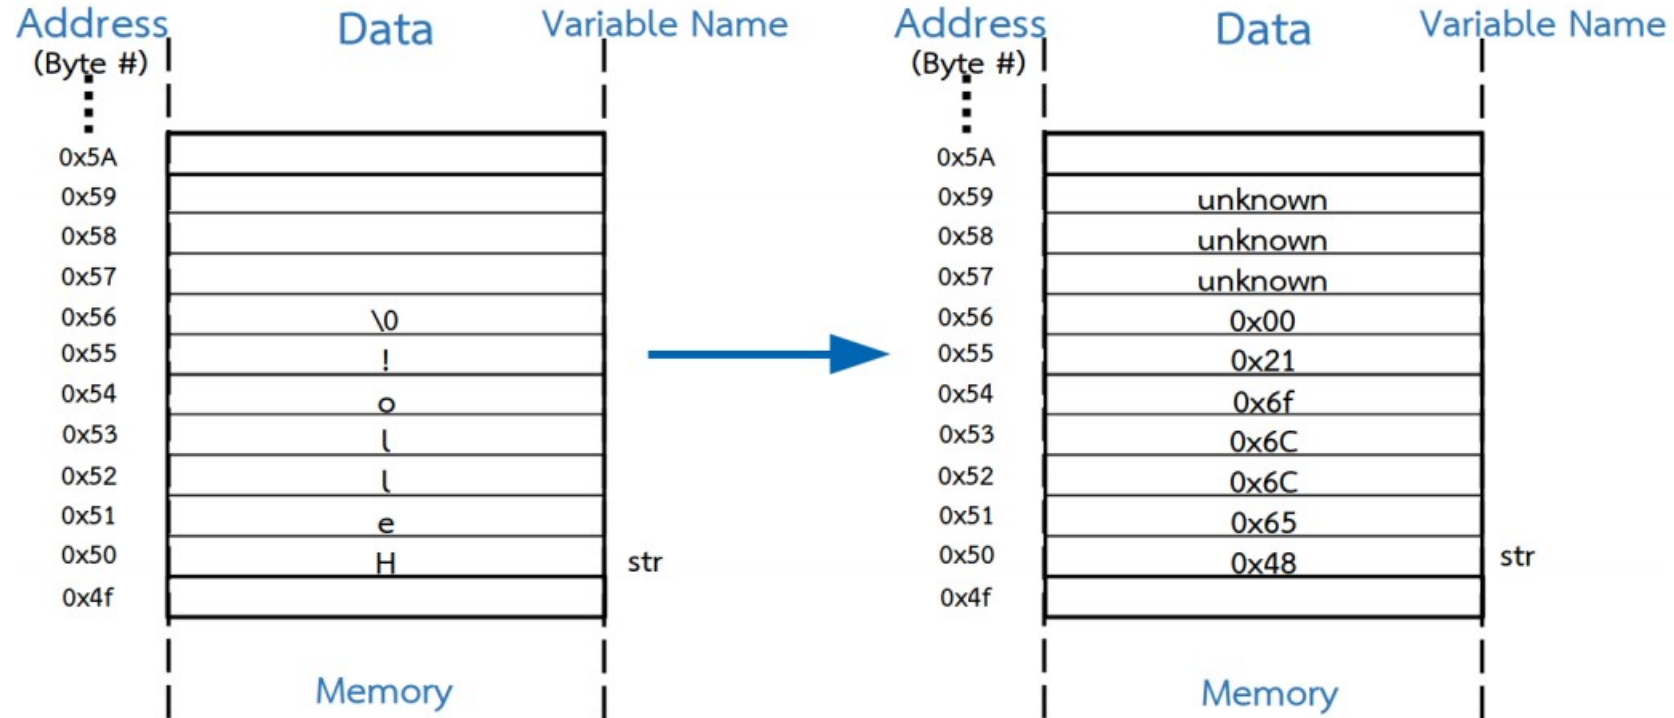 Address Data Variable Name
(Byte #)
0x5A
0x59
0x58
0x57
0x56 \0
0x55 !
0x54 o
0x53 l
0x52 l
0x51 e
0x50 H str
0x4f
Memory
Address Data Variable Name
(Byte #)
0x5A
0x59 unknown
0x58 unknown
0x57 unknown
0x56 0x00
0x55 0x21
0x54 0x6f
0x53 0x6C
0x52 0x6C
0x51 0x65
0x50 0x48 str
0x4f
Memory